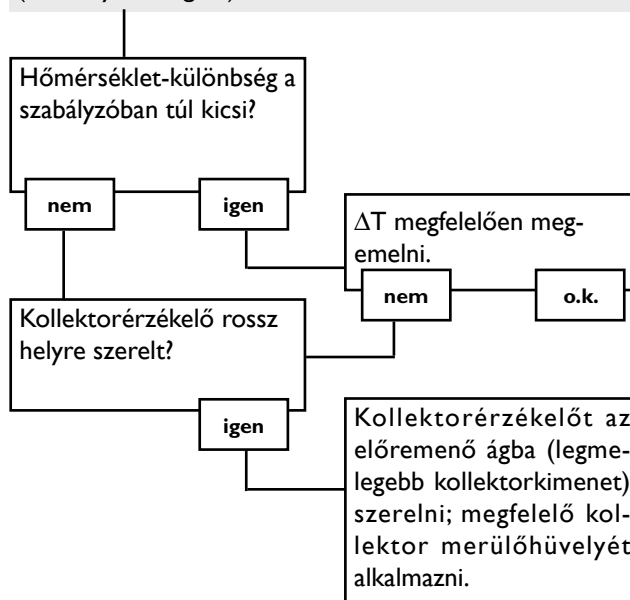 Hőmérséklet-különbség a
szabályzóban túl kicsi?
nem
igen
ΔT megfelelően meg-
emelni.
nem
o.k.
Kollektorérzékelő rossz
helyre szerelt?
igen
Kollektorérzékelőt az
előremenő ágba (legme-
legebb kollektorkimenet)
szerelni; megfelelő kol-
lektor merülőhüvelyét
alkalmazni.